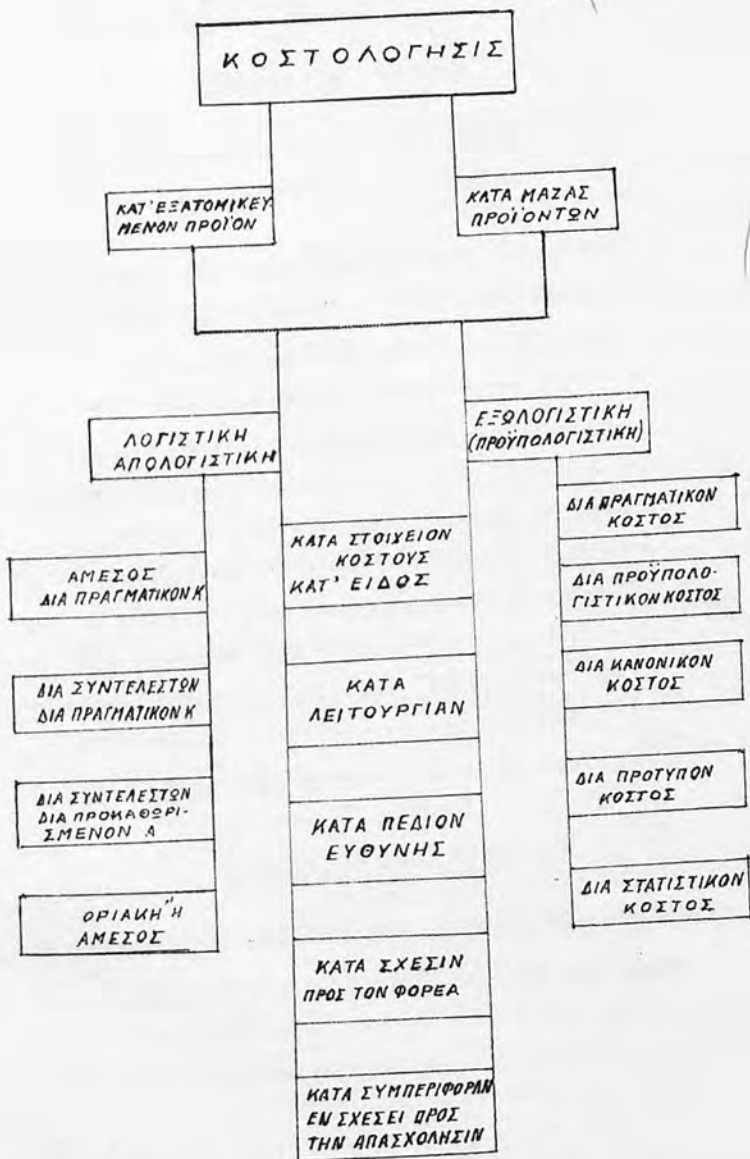 ΚΟΣΤΟΛΟΓΗΣΙΣ
ΚΑΤ' ΕΞΑΤΟΜΙΚΕΥ
ΜΕΝΟΝ ΠΡΟΪΟΝ
ΚΑΤΑ ΜΑΖΑΣ
ΠΡΟΪΟΝΤΩΝ
ΛΟΓΙΣΤΙΚΗ
ΑΠΟΛΟΓΙΣΤΙΚΗ
ΕΞΩΛΟΓΙΣΤΙΚΗ
(ΠΡΟΫΠΟΛΟΓΙΣΤΙΚΗ)
ΑΜΕΣΟΣ
ΔΙΑ ΠΡΑΓΜΑΤΙΚΟΝ Κ
ΔΙΑ ΣΥΝΤΕΛΕΣΤΩΝ
ΔΙΑ ΠΡΑΓΜΑΤΙΚΟΝ Κ
ΔΙΑ ΣΥΝΤΕΛΕΣΤΩΝ
ΔΙΑ ΠΡΟΚΑΘΩΡΙ-
ΣΜΕΝΟΝ Α
ΟΡΙΑΚΗ "Η
ΑΜΕΣΟΣ
ΚΑΤΑ ΣΤΟΙΧΕΙΟΝ
ΚΟΣΤΟΥΣ
ΚΑΤ' ΕΙΔΟΣ
ΚΑΤΑ
ΛΕΙΤΟΥΡΓΙΑΝ
ΚΑΤΑ ΠΕΔΙΟΝ
ΕΥΘΥΝΗΣ
ΚΑΤΑ ΣΧΕΣΙΝ
ΠΡΟΣ ΤΟΝ ΦΟΡΕΑ
ΚΑΤΑ ΣΥΜΠΕΡΙΦΟΡΑΝ
ΕΝ ΣΧΕΣΕΙ ΠΡΟΣ
ΤΗΝ ΑΠΑΣΧΟΛΗΣΙΝ
ΔΙΑ ΠΡΑΓΜΑΤΙΚΟΝ
ΚΟΣΤΟΣ
ΔΙΑ ΠΡΟΫΠΟΛΟ-
ΓΙΣΤΙΚΟΝ ΚΟΣΤΟΣ
ΔΙΑ ΚΑΝΟΝΙΚΟΝ
ΚΟΣΤΟΣ
ΔΙΑ ΠΡΟΤΥΠΟΝ
ΚΟΣΤΟΣ
ΔΙΑ ΣΤΑΤΙΣΤΙΚΟΝ
ΚΟΣΤΟΣ